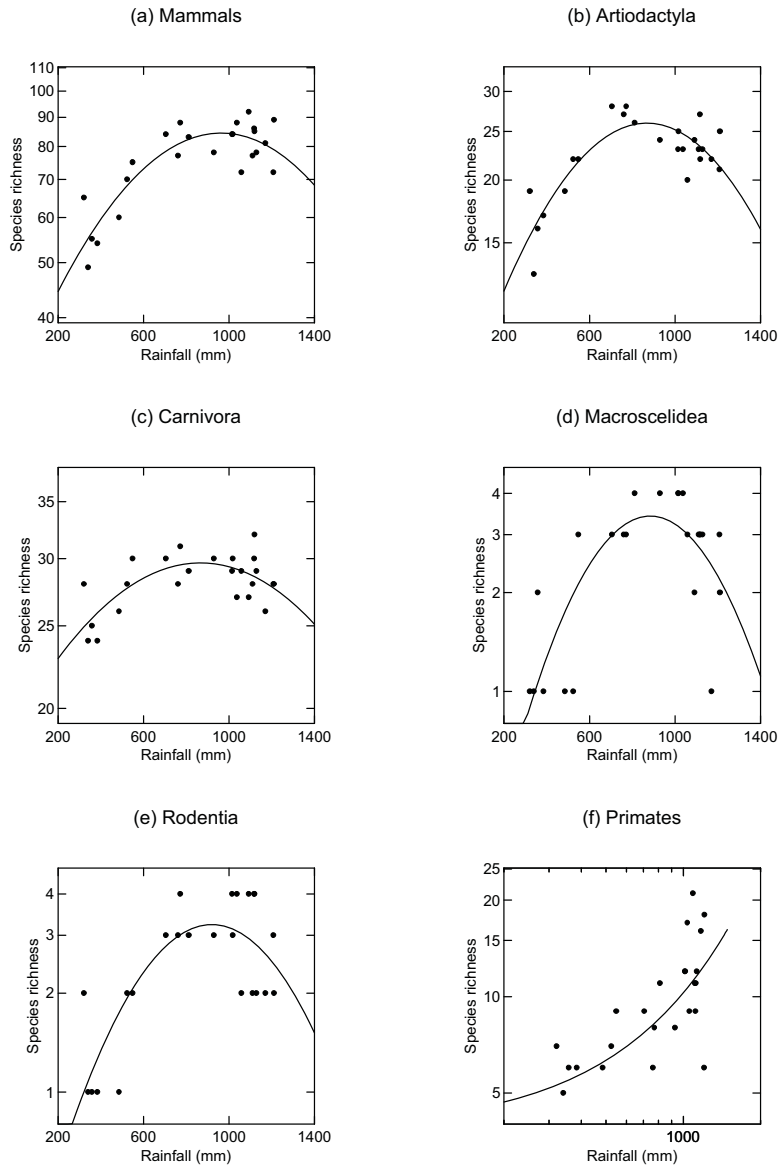 (a) Mammals
110
100
90
80
70
60
50
40
Species richness
200 600 1000 1400
Rainfall (mm)
(b) Artiodactyla
30
25
20
15
Species richness
200 600 1000 1400
Rainfall (mm)
(c) Carnivora
35
30
25
20
Species richness
200 600 1000 1400
Rainfall (mm)
(d) Macroscelidea
4
3
2
1
Species richness
200 600 1000 1400
Rainfall (mm)
(e) Rodentia
4
3
2
1
Species richness
200 600 1000 1400
Rainfall (mm)
(f) Primates
25
20
15
10
5
Species richness
1000
Rainfall (mm)